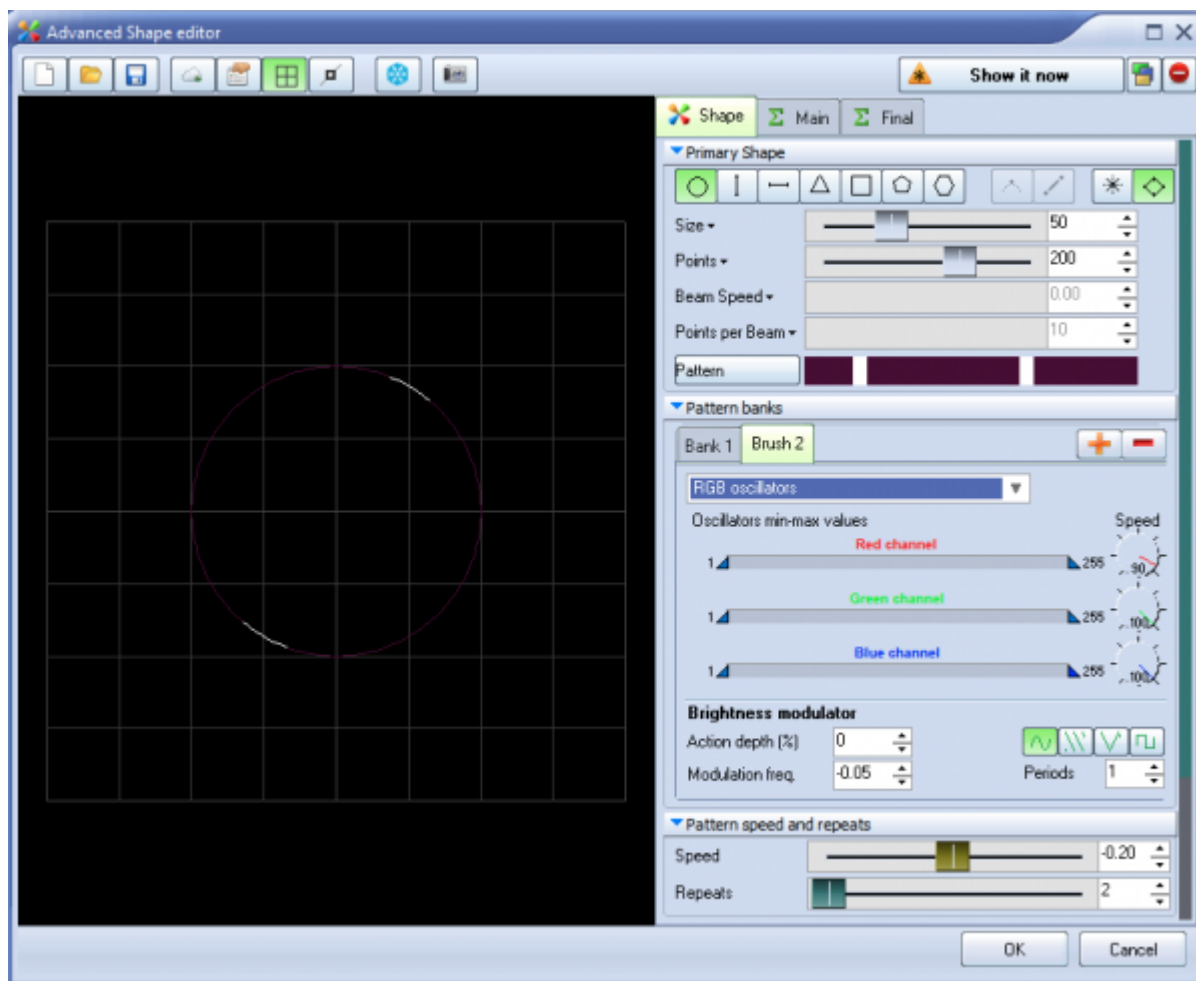 Advanced Shape editor
Show it now
Shape Main Final
Primary Shape
Size 50
Points 200
Beam Speed 0.00
Points per Beam 10
Pattern
Pattern banks
Bank 1 Brush 2
RGB oscillators
Oscillators min-max values Speed
Red channel
1 255 90
Green channel
1 255 100
Blue channel
1 255 100
Brightness modulator
Action depth (%) 0
Modulation freq. -0.05 Periods 1
Pattern speed and repeats
Speed -0.20
Repeats 2
OK Cancel